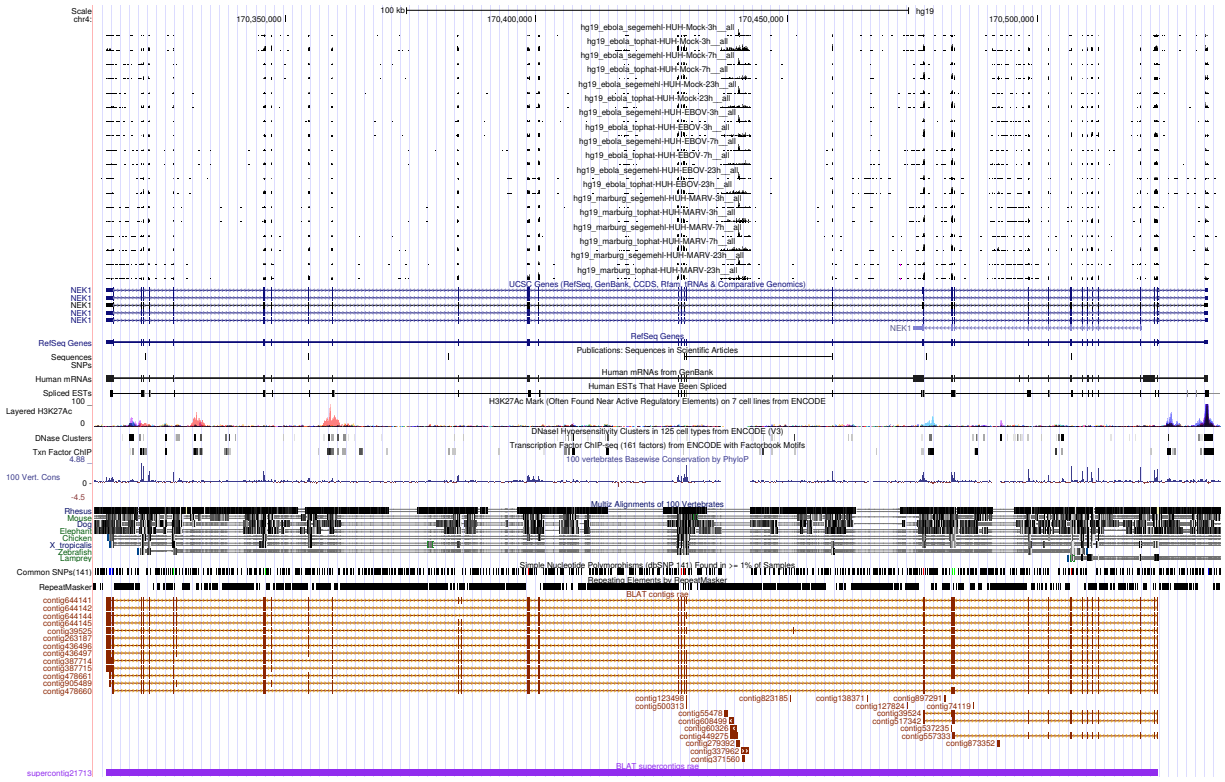 Scale 100 kb hg19
chr4: 170,350,000 170,400,000 170,450,000 170,500,000
hg19_ebola_segemehl-HUH-Mock-3h__all
hg19_ebola_tophat-HUH-Mock-3h__all
hg19_ebola_segemehl-HUH-Mock-7h__all
hg19_ebola_tophat-HUH-Mock-7h__all
hg19_ebola_segemehl-HUH-Mock-23h__all
hg19_ebola_tophat-HUH-Mock-23h__all
hg19_ebola_segemehl-HUH-EBOV-3h__all
hg19_ebola_tophat-HUH-EBOV-3h__all
hg19_ebola_segemehl-HUH-EBOV-7h__all
hg19_ebola_tophat-HUH-EBOV-7h__all
hg19_ebola_segemehl-HUH-EBOV-23h__all
hg19_ebola_tophat-HUH-EBOV-23h__all
hg19_marburg_segemehl-HUH-MARV-3h__all
hg19_marburg_tophat-HUH-MARV-3h__all
hg19_marburg_segemehl-HUH-MARV-7h__all
hg19_marburg_tophat-HUH-MARV-7h__all
hg19_marburg_segemehl-HUH-MARV-23h__all
hg19_marburg_tophat-HUH-MARV-23h__all
UCSC Genes (RefSeq, GenBank, CCDS, Rfam, tRNAs & Comparative Genomics)
NEK1
NEK1
NEK1
NEK1
NEK1
NEK1
RefSeq Genes
RefSeq Genes
Publications: Sequences in Scientific Articles
Sequences
SNPs
Human mRNAs from GenBank
Human mRNAs
Human ESTs That Have Been Spliced
Spliced ESTs
H3K27Ac Mark (Often Found Near Active Regulatory Elements) on 7 cell lines from ENCODE
100
Layered H3K27Ac
0
DNaseI Hypersensitivity Clusters in 125 cell types from ENCODE (V3)
DNase Clusters
Transcription Factor ChIP-seq (161 factors) from ENCODE with Factorbook Motifs
Txn Factor ChIP
100 vertebrates Basewise Conservation by PhyloP
4.88
100 Vert. Cons
0
-4.5
Multiz Alignments of 100 Vertebrates
Rhesus
Mouse
Dog
Elephant
Chicken
X_tropicalis
Zebrafish
Lamprey
Simple Nucleotide Polymorphisms (dbSNP 141) Found in >= 1% of Samples
Common SNPs(141)
Repeating Elements by RepeatMasker
RepeatMasker
BLAT contigs rae
contig644141
contig644142
contig644144
contig644145
contig39525
contig263187
contig436496
contig436497
contig387714
contig387715
contig478661
contig905489
contig478660
contig123498 contig823185 contig138371 contig897291
contig500313 contig127824 contig74119
contig55478 contig39524
contig608499 contig517342
contig60326 contig537235
contig449275 contig557333
contig279392 contig873352
contig337962
contig371560
BLAT supercontigs rae
supercontig21713